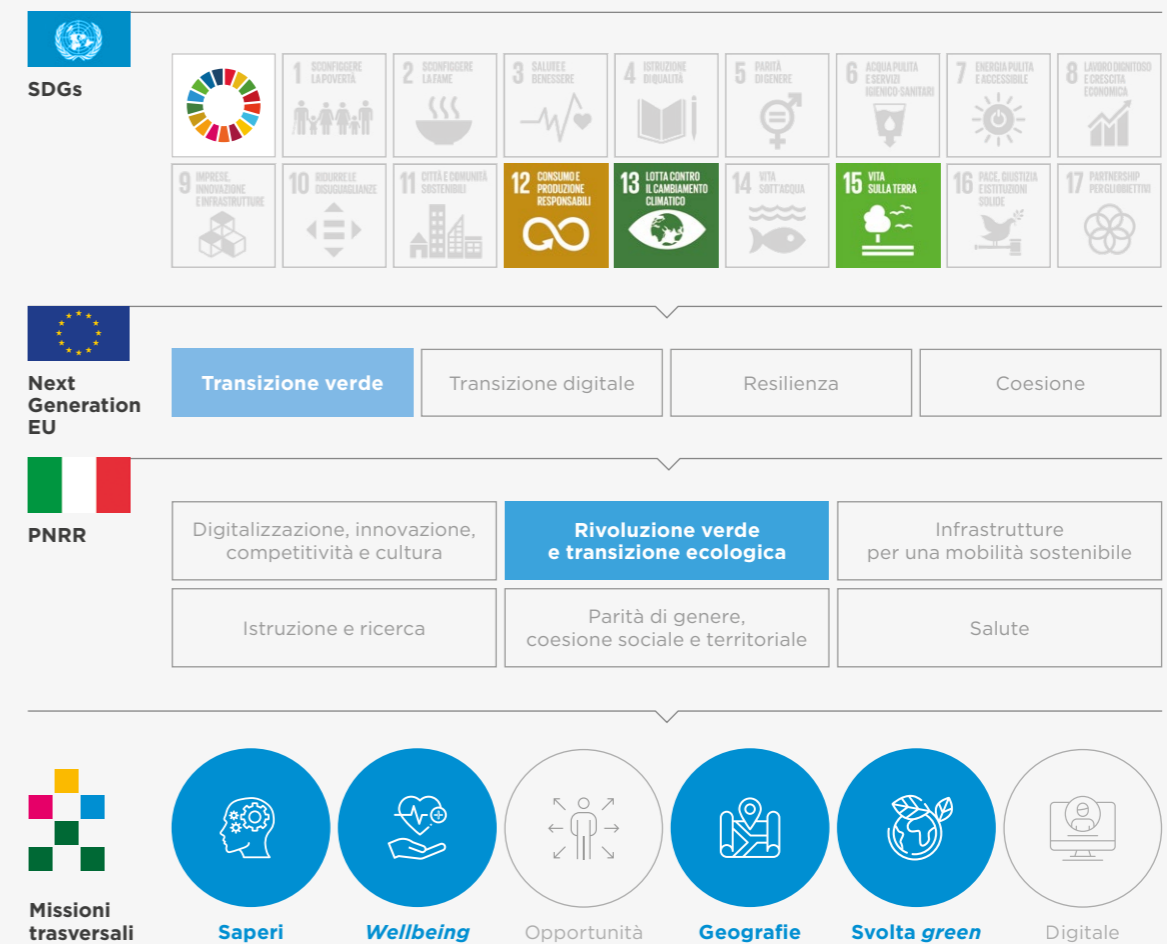 SDGs
1 SCONFIGGERE
LA POVERTÀ
2 SCONFIGGERE
LA FAME
3 SALUTE E
BENESSERE
4 ISTRUZIONE
DI QUALITÀ
5 PARITÀ
DI GENERE
6 ACQUA PULITA
E SERVIZI
IGIENICO-SANITARI
7 ENERGIA PULITA
E ACCESSIBILE
8 LAVORO DIGNITOSO
E CRESCITA
ECONOMICA
9 IMPRESE,
INNOVAZIONE
E INFRASTRUTTURE
10 RIDURRE LE
DISUGUAGLIANZE
11 CITTÀ E COMUNITÀ
SOSTENIBILI
12 CONSUMO E
PRODUZIONE
RESPONSABILI
13 LOTTA CONTRO
IL CAMBIAMENTO
CLIMATICO
14 VITA
SOTT'ACQUA
15 VITA
SULLA TERRA
16 PACE, GIUSTIZIA
E ISTITUZIONI
SOLIDE
17 PARTNERSHIP
PER GLI OBIETTIVI
Next
Generation
EU
Transizione verde
Transizione digitale
Resilienza
Coesione
PNRR
Digitalizzazione, innovazione,
competitività e cultura
Rivoluzione verde
e transizione ecologica
Infrastrutture
per una mobilità sostenibile
Istruzione e ricerca
Parità di genere,
coesione sociale e territoriale
Salute
Missioni
trasversali
Saperi
Wellbeing
Opportunità
Geografie
Svolta green
Digitale